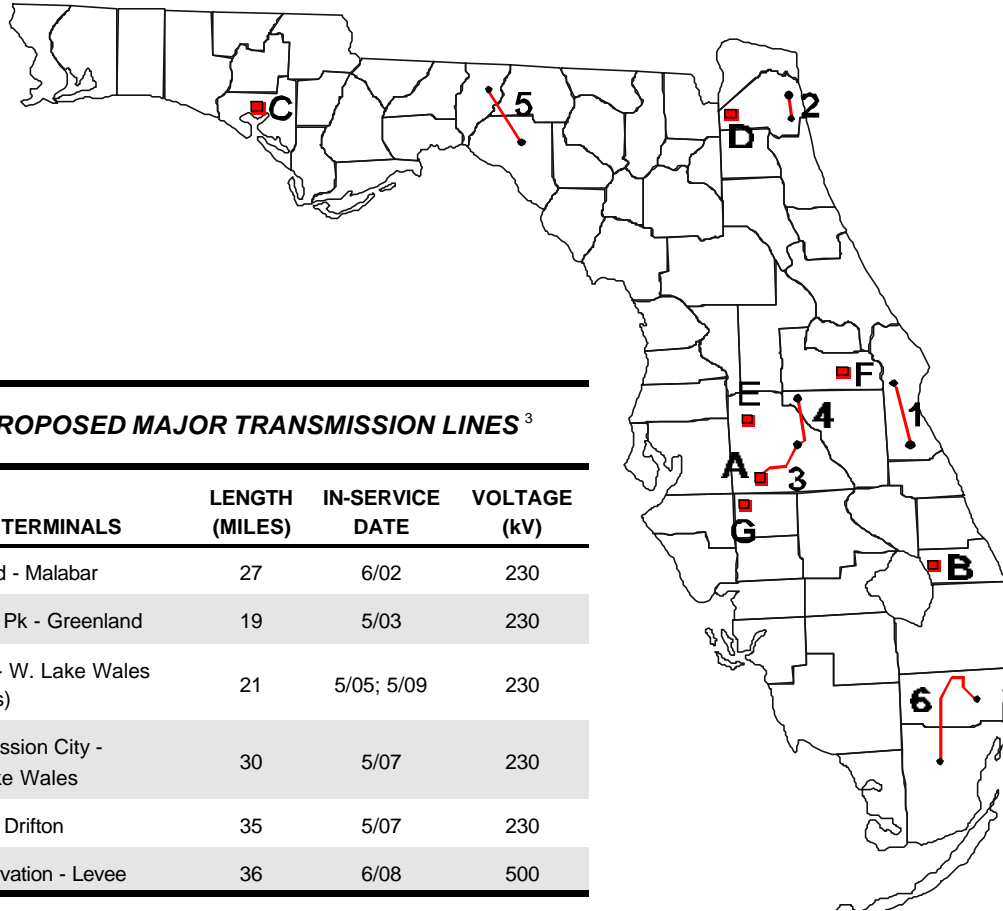 C
5
2
D
F
E
4
1
A
3
G
B
6
ROPOSED MAJOR TRANSMISSION LINES 3
TERMINALS LENGTH (MILES) IN-SERVICE DATE VOLTAGE (kV)
- Malabar 27 6/02 230
Pk - Greenland 19 5/03 230
- W. Lake Wales
21 5/05; 5/09 230
ssion City -
ke Wales 30 5/07 230
Drifton 35 5/07 230
vation - Levee 36 6/08 500